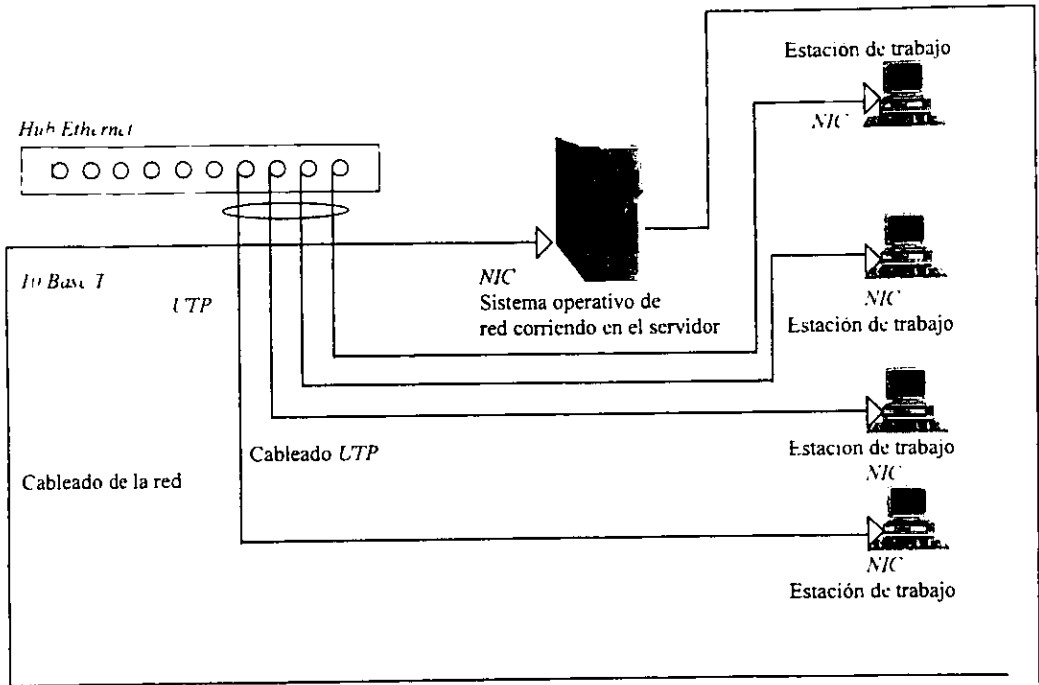 Estación de trabajo
NIC
Hub Ethernet
10 Base T
UTP
NIC
Sistema operativo de
red corriendo en el servidor
NIC
Estación de trabajo
Cableado UTP
Cableado de la red
Estacion de trabajo
NIC
NIC
Estación de trabajo